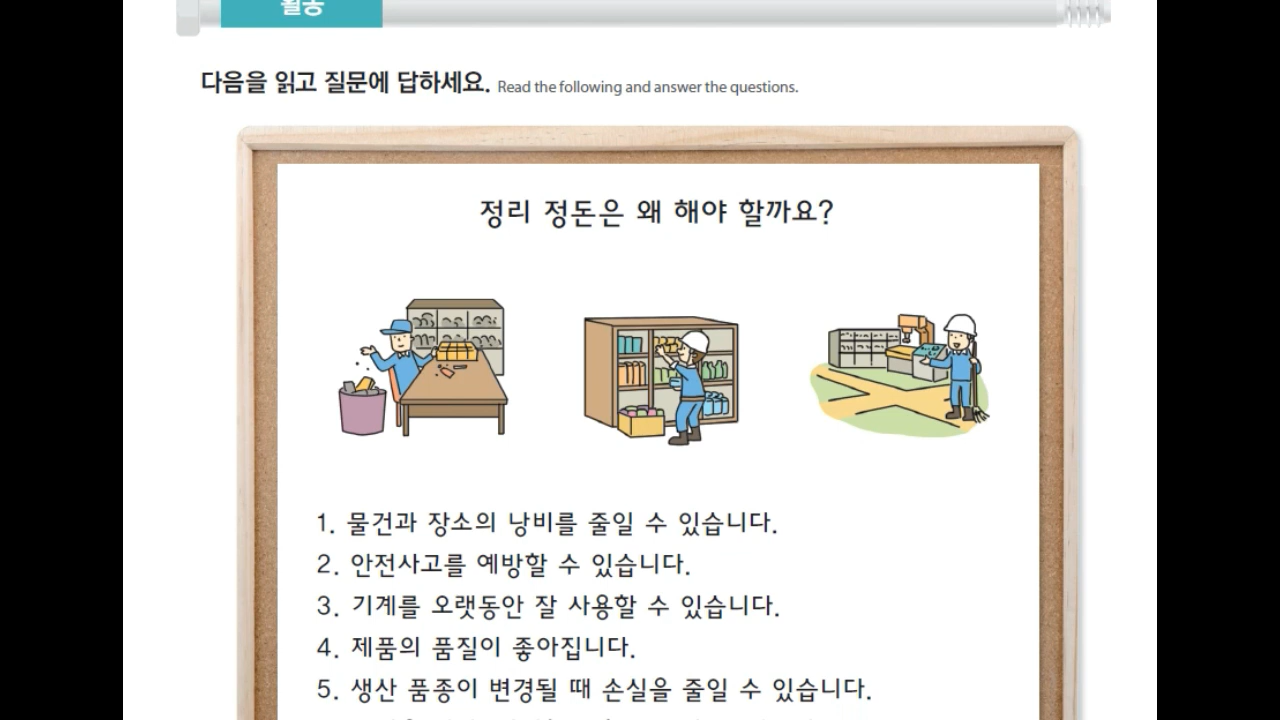 활동
다음을 읽고 질문에 답하세요. Read the following and answer the questions.
정리 정돈은 왜 해야 할까요?
1. 물건과 장소의 낭비를 줄일 수 있습니다.
2. 안전사고를 예방할 수 있습니다.
3. 기계를 오랫동안 잘 사용할 수 있습니다.
4. 제품의 품질이 좋아집니다.
5. 생산 품종이 변경될 때 손실을 줄일 수 있습니다.